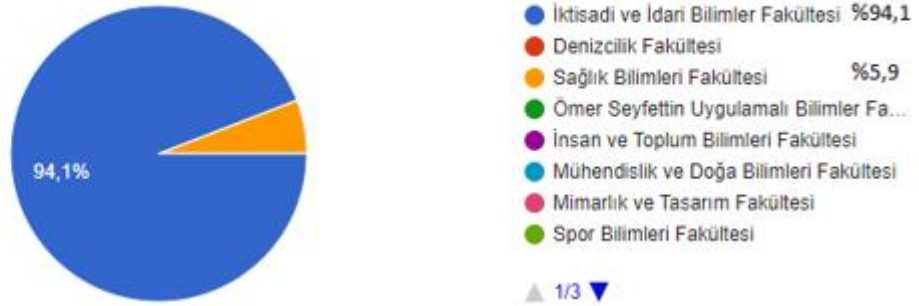 94,1%
İktisadi ve İdari Bilimler Fakültesi %94,1
Denizcilik Fakültesi
Sağlık Bilimleri Fakültesi %5,9
Ömer Seyfettin Uygulamalı Bilimler Fa...
İnsan ve Toplum Bilimleri Fakültesi
Mühendislik ve Doğa Bilimleri Fakültesi
Mimarlık ve Tasarım Fakültesi
Spor Bilimleri Fakültesi
1/3